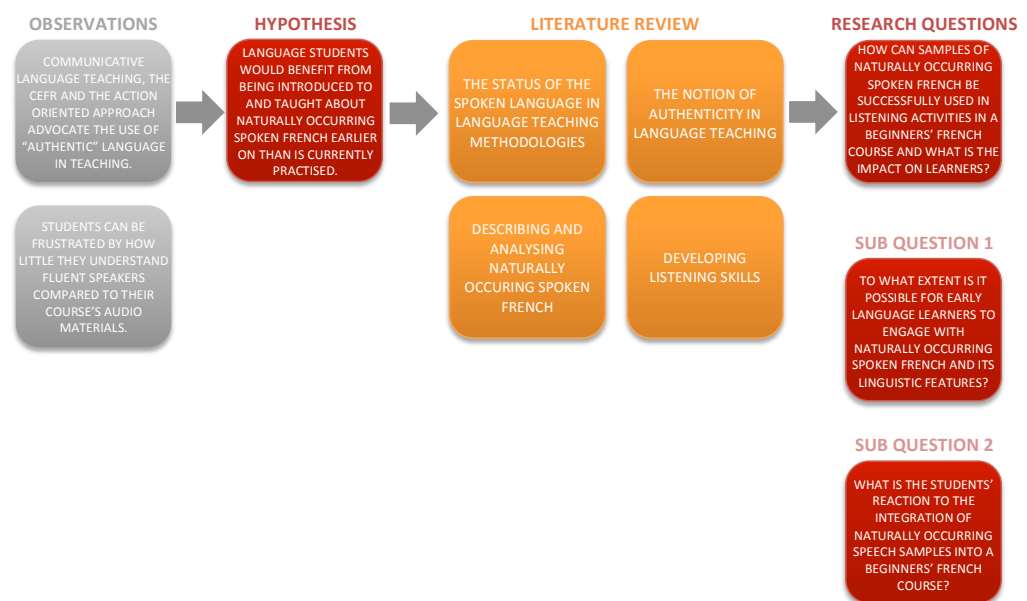 OBSERVATIONS
COMMUNICATIVE
LANGUAGE TEACHING, THE
CEFR AND THE ACTION
ORIENTED APPROACH
ADVOCATE THE USE OF
"AUTHENTIC" LANGUAGE
IN TEACHING.
STUDENTS CAN BE
FRUSTRATED BY HOW
LITTLE THEY UNDERSTAND
FLUENT SPEAKERS
COMPARED TO THEIR
COURSE'S AUDIO
MATERIALS.
HYPOTHESIS
LANGUAGE STUDENTS
WOULD BENEFIT FROM
BEING INTRODUCED TO
AND TAUGHT ABOUT
NATURALLY OCCURRING
SPOKEN FRENCH EARLIER
ON THAN IS CURRENTLY
PRACTISED.
LITERATURE REVIEW
THE STATUS OF THE
SPOKEN LANGUAGE IN
LANGUAGE TEACHING
METHODOLOGIES
THE NOTION OF
AUTHENTICITY IN
LANGUAGE TEACHING
DESCRIBING AND
ANALYSING
NATURALLY
OCCURING SPOKEN
FRENCH
DEVELOPING
LISTENING SKILLS
RESEARCH QUESTIONS
HOW CAN SAMPLES OF
NATURALLY OCCURRING
SPOKEN FRENCH BE
SUCCESSFULLY USED IN
LISTENING ACTIVITIES IN A
BEGINNERS' FRENCH
COURSE AND WHAT IS THE
IMPACT ON LEARNERS?
SUB QUESTION 1
TO WHAT EXTENT IS IT
POSSIBLE FOR EARLY
LANGUAGE LEARNERS TO
ENGAGE WITH
NATURALLY OCCURRING
SPOKEN FRENCH AND ITS
LINGUISTIC FEATURES?
SUB QUESTION 2
WHAT IS THE STUDENTS'
REACTION TO THE
INTEGRATION OF
NATURALLY OCCURRING
SPEECH SAMPLES INTO A
BEGINNERS' FRENCH
COURSE?